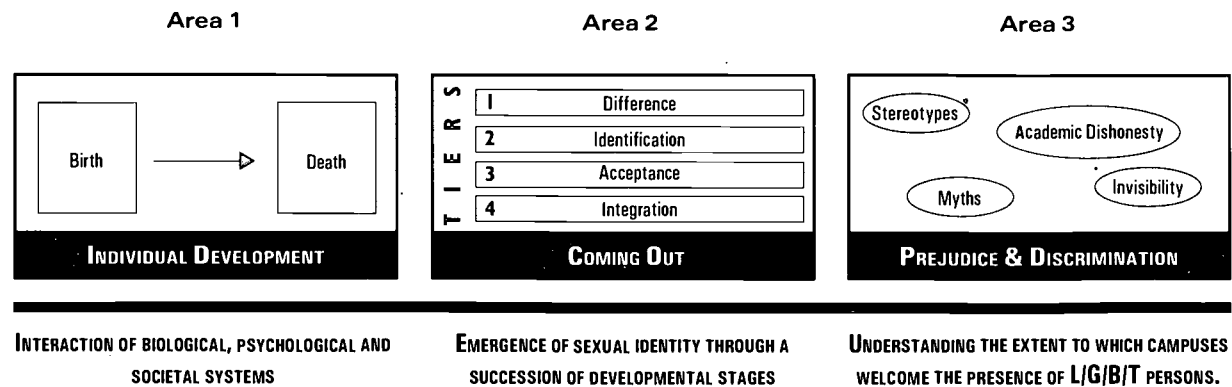 Area 1
Area 2
Area 3
Birth
Death
INDIVIDUAL DEVELOPMENT
TIERS
1 Difference
2 Identification
3 Acceptance
4 Integration
COMING OUT
Stereotypes
Academic Dishonesty
Myths
Invisibility
PREJUDICE & DISCRIMINATION
INTERACTION OF BIOLOGICAL, PSYCHOLOGICAL AND
SOCIETAL SYSTEMS
EMERGENCE OF SEXUAL IDENTITY THROUGH A
SUCCESSION OF DEVELOPMENTAL STAGES
UNDERSTANDING THE EXTENT TO WHICH CAMPUSES
WELCOME THE PRESENCE OF L/G/B/T PERSONS.